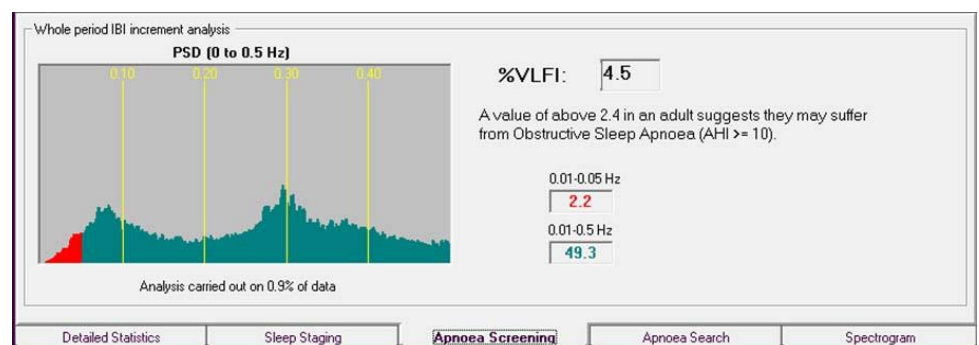 Whole period IBI increment analysis
PSD (0 to 0.5 Hz)
0.10 0.20 0.30 0.40
%VLFI: 4.5
A value of above 2.4 in an adult suggests they may suffer
from Obstructive Sleep Apnoea (AHI >= 10).
0.01-0.05 Hz
2.2
0.01-0.5 Hz
49.3
Analysis carried out on 0.9% of data
Detailed Statistics Sleep Staging Apnoea Screening Apnoea Search Spectrogram